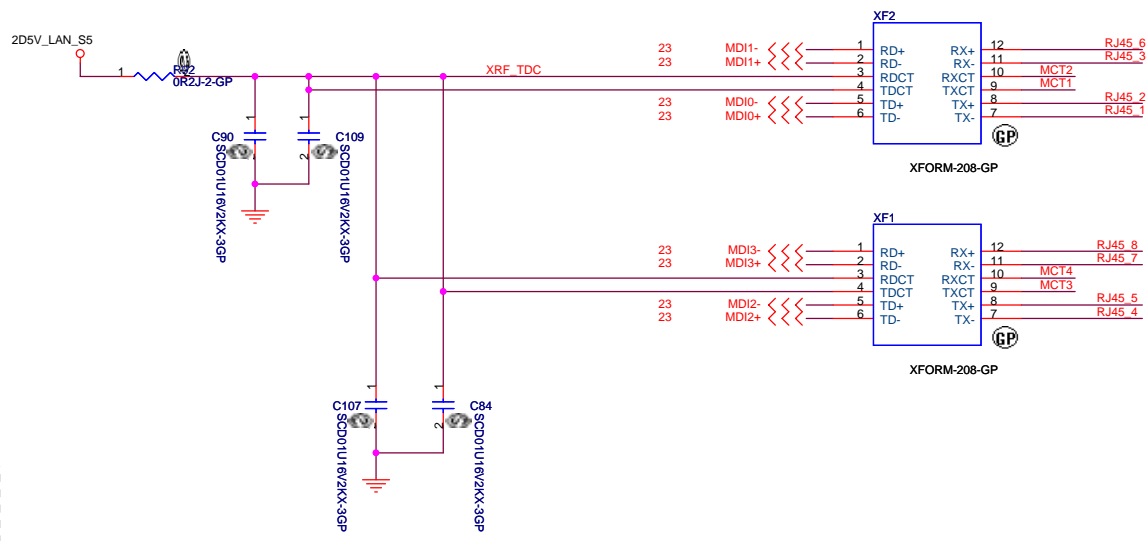 2D5V_LAN_S5
1
0R2J-2-GP
XRF_TDC
1
C90
SCD01U16V2KX-3GP
1
2
C109
SCD01U16V2KX-3GP
XF2
23 MDI1- 1 RD+ RX+ 12 RJ45_6
23 MDI1+ 2 RD- RX- 11 RJ45_3
3 RDCT RXCT 10 MCT2
4 TDCT TXCT 9 MCT1
23 MDI0- 5 TD+ TX+ 8 RJ45_2
23 MDI0+ 6 TD- TX- 7 RJ45_1
GP
XFORM-208-GP
XF1
23 MDI3- 1 RD+ RX+ 12 RJ45_8
23 MDI3+ 2 RD- RX- 11 RJ45_7
3 RDCT RXCT 10 MCT4
4 TDCT TXCT 9 MCT3
23 MDI2- 5 TD+ TX+ 8 RJ45_5
23 MDI2+ 6 TD- TX- 7 RJ45_4
GP
XFORM-208-GP
1
C107
2
SCD01U16V2KX-3GP
1
C84
2
SCD01U16V2KX-3GP